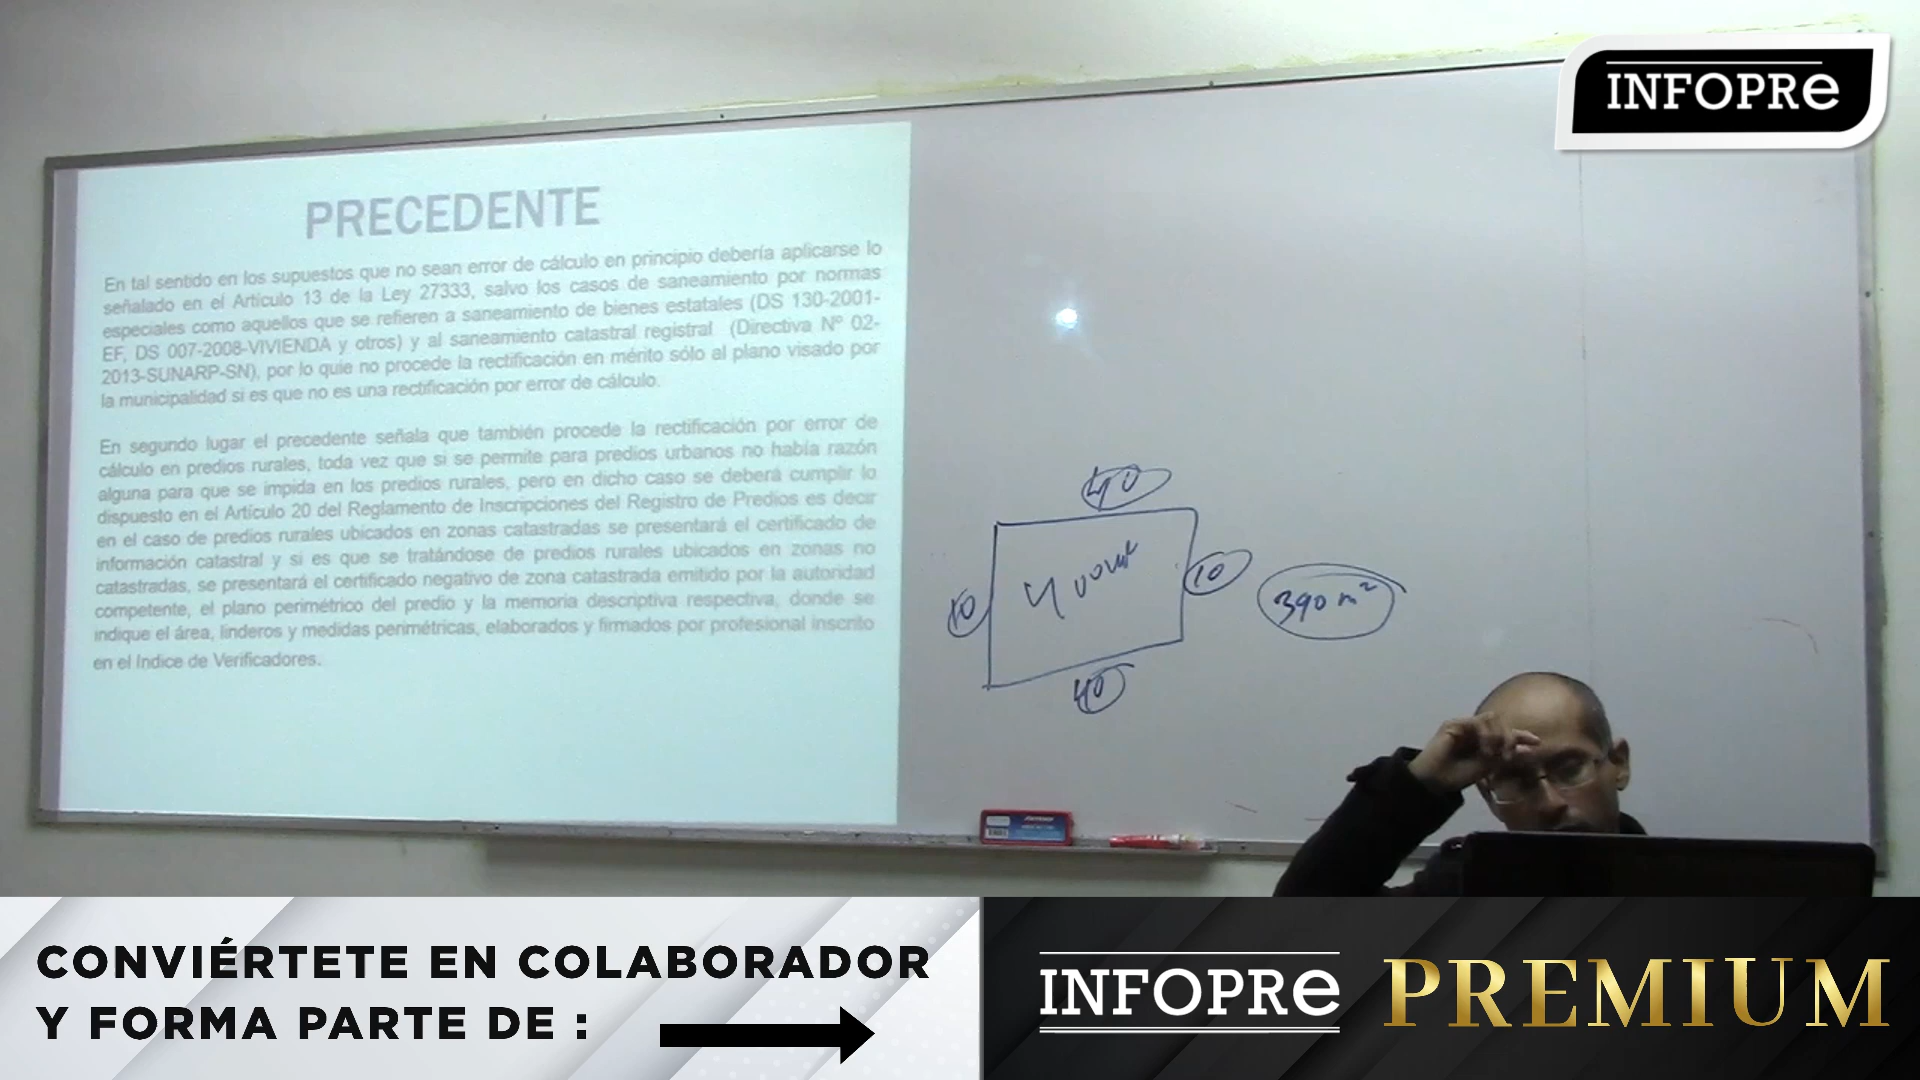 INFOPRe
PRECEDENTE
En tal sentido en los supuestos que no sean error de cálculo en principio debería aplicarse lo
señalado en el Artículo 13 de la Ley 27333, salvo los casos de saneamiento por normas
especiales como aquellos que se refieren a saneamiento de bienes estatales (DS 130-2001-
EF, DS 007-2008-VIVIENDA y otros) y al saneamiento catastral registral (Directiva Nº 02-
2013-SUNARP-SN), por lo quie no procede la rectificación en mérito sólo al plano visado por
la municipalidad si es que no es una rectificación por error de cálculo.
En segundo lugar el precedente señala que también procede la rectificación por error de
cálculo en predios rurales, toda vez que si se permite para predios urbanos no había razón
alguna para que se impida en los predios rurales, pero en dicho caso se deberá cumplir lo
dispuesto en el Artículo 20 del Reglamento de Inscripciones del Registro de Predios es decir
en el caso de predios rurales ubicados en zonas catastradas se presentará el certificado de
información catastral y si es que se tratándose de predios rurales ubicados en zonas no
catastradas, se presentará el certificado negativo de zona catastrada emitido por la autoridad
competente, el plano perimétrico del predio y la memoria descriptiva respectiva, donde se
indique el área, linderos y medidas perimétricas, elaborados y firmados por profesional inscrito
en el Indice de Verificadores.
40
400m²
10
10
390 m²
40
CONVIÉRTETE EN COLABORADOR
Y FORMA PARTE DE :
INFOPRe PREMIUM